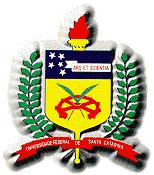 ARS ET SCIENTIA
UNIVERSIDADE FEDERAL DE SANTA CATARINA